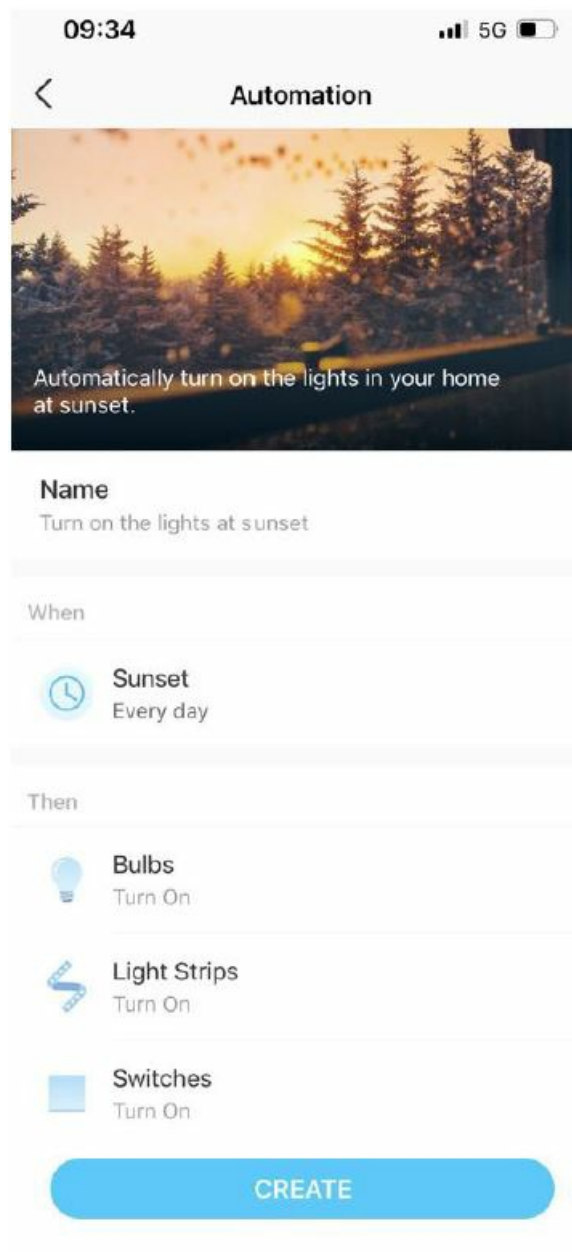 09:34
5G
Automation
Automatically turn on the lights in your home
at sunset.
Name
Turn on the lights at sunset
When
Sunset
Every day
Then
Bulbs
Turn On
Light Strips
Turn On
Switches
Turn On
CREATE